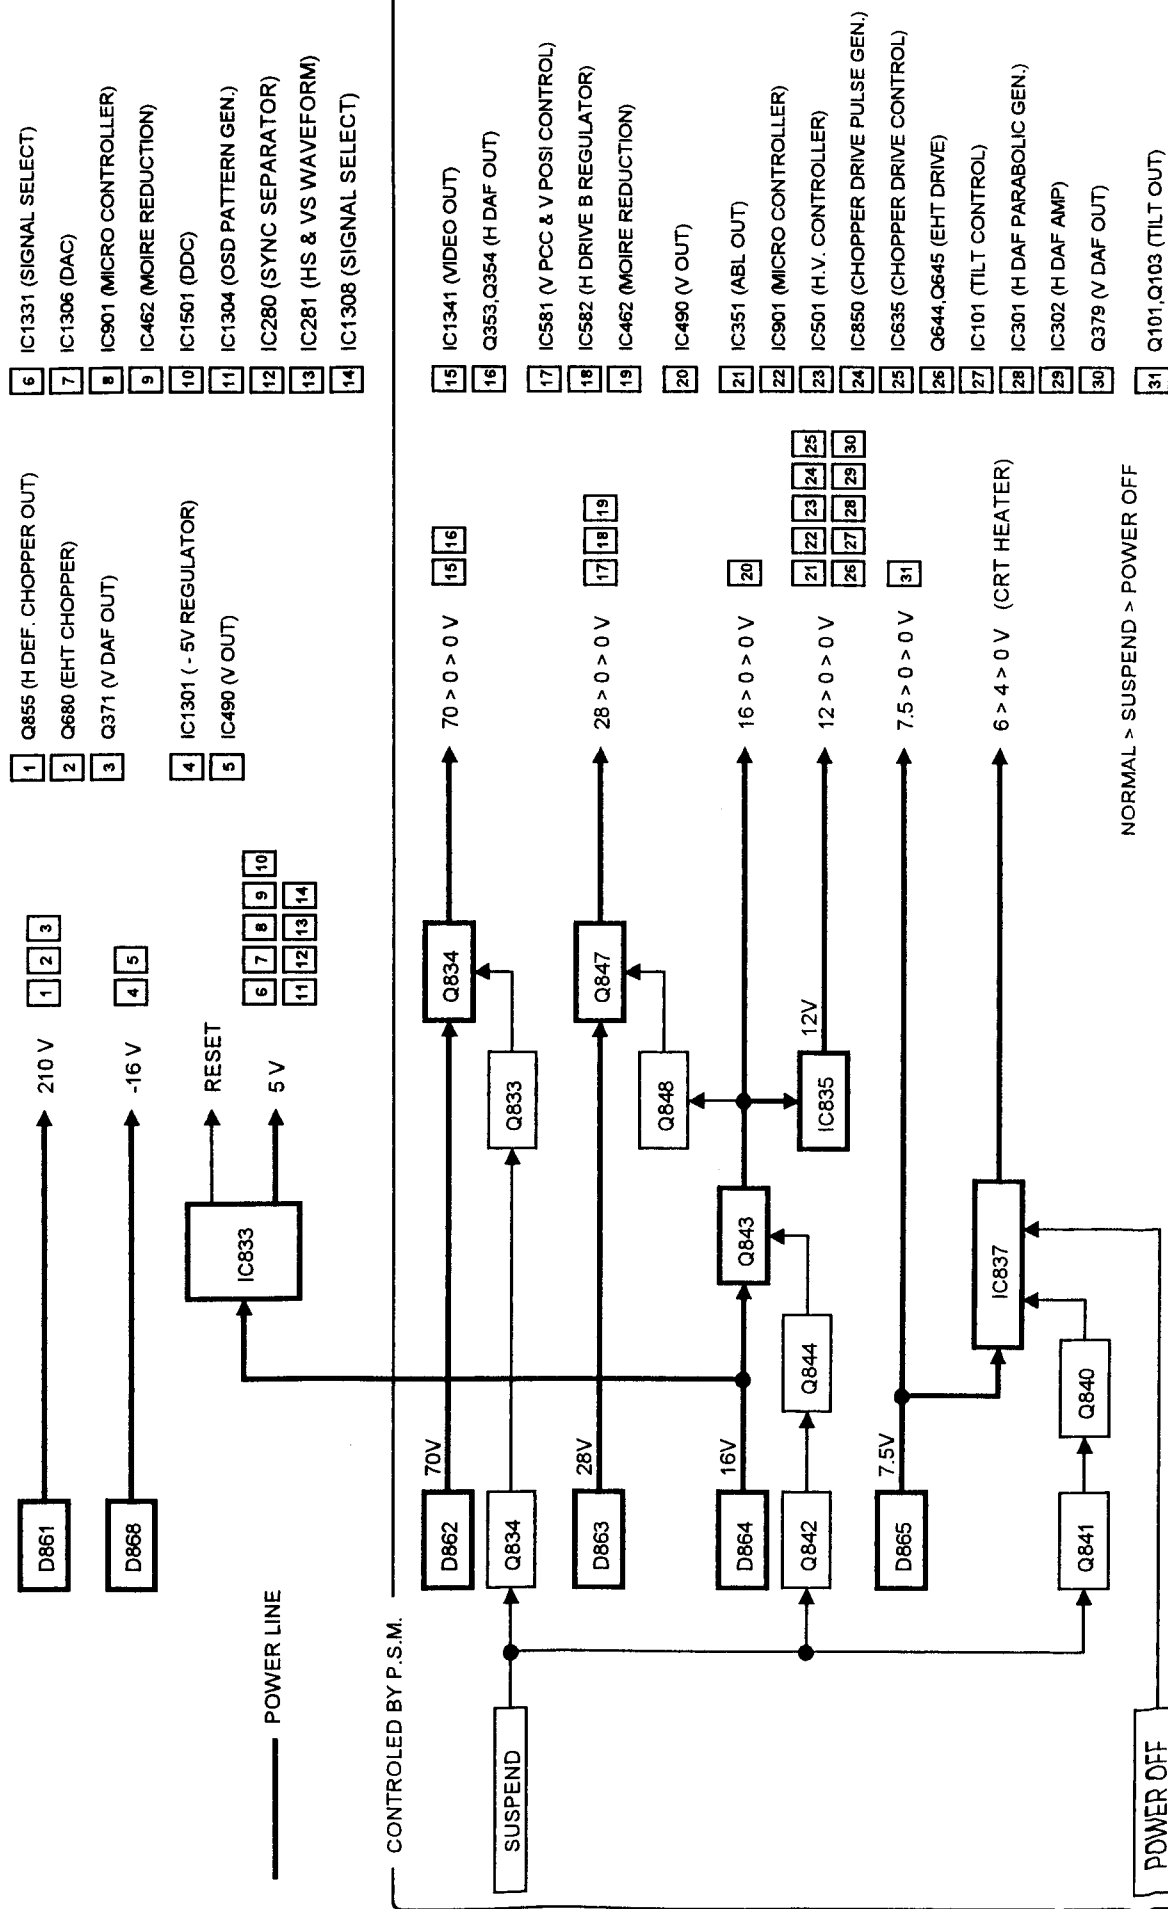 D861
210 V
1 2 3
D868
-16 V
4 5
IC833
RESET
5 V
6 7 8 9 10
11 12 13 14
POWER LINE
1 Q855 (H DEF. CHOPPER OUT)
2 Q680 (EHT CHOPPER)
3 Q371 (V DAF OUT)
4 IC1301 ( - 5V REGULATOR)
5 IC490 (V OUT)
6 IC1331 (SIGNAL SELECT)
7 IC1306 (DAC)
8 IC901 (MICRO CONTROLLER)
9 IC462 (MOIRE REDUCTION)
10 IC1501 (DDC)
11 IC1304 (OSD PATTERN GEN.)
12 IC280 (SYNC SEPARATOR)
13 IC281 (HS & VS WAVEFORM)
14 IC1308 (SIGNAL SELECT)
CONTROLED BY P.S.M.
D862
70V
Q834
70 > 0 > 0 V
15 16
SUSPEND
Q834
Q833
D863
28V
Q847
28 > 0 > 0 V
17 18 19
Q848
D864
16V
Q843
16 > 0 > 0 V
20
Q842
Q844
IC835
12V
12 > 0 > 0 V
21 22 23 24 25
26 27 28 29 30
D865
7.5V
7.5 > 0 > 0 V
31
IC837
6 > 4 > 0 V (CRT HEATER)
Q841
Q840
POWER OFF
NORMAL > SUSPEND > POWER OFF
15 IC1341 (VIDEO OUT)
16 Q353,Q354 (H DAF OUT)
17 IC581 (V PCC & V POSI CONTROL)
18 IC582 (H DRIVE B REGULATOR)
19 IC462 (MOIRE REDUCTION)
20 IC490 (V OUT)
21 IC351 (ABL OUT)
22 IC901 (MICRO CONTROLLER)
23 IC501 (H.V. CONTROLLER)
24 IC850 (CHOPPER DRIVE PULSE GEN.)
25 IC635 (CHOPPER DRIVE CONTROL)
26 Q644,Q645 (EHT DRIVE)
27 IC101 (TILT CONTROL)
28 IC301 (H DAF PARABOLIC GEN.)
29 IC302 (H DAF AMP)
30 Q379 (V DAF OUT)
31 Q101,Q103 (TILT OUT)